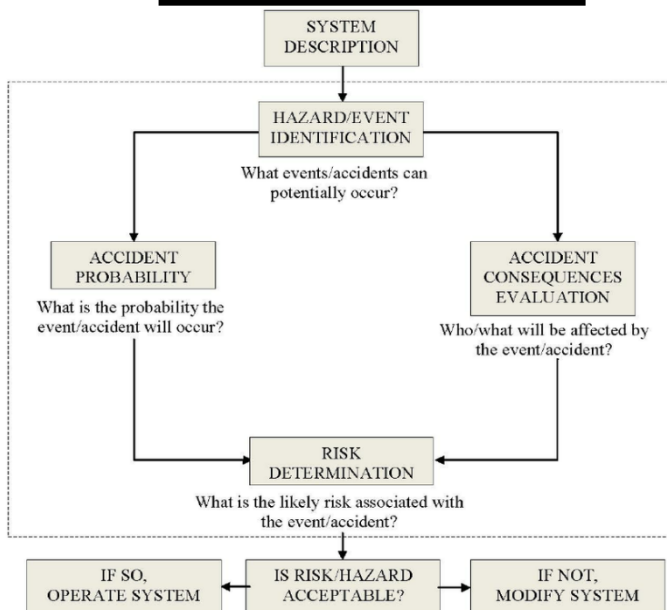 SYSTEM
DESCRIPTION
HAZARD/EVENT
IDENTIFICATION
What events/accidents can
potentially occur?
ACCIDENT
PROBABILITY
What is the probability the
event/accident will occur?
ACCIDENT
CONSEQUENCES
EVALUATION
Who/what will be affected by
the event/accident?
RISK
DETERMINATION
What is the likely risk associated with
the event/accident?
IF SO,
OPERATE SYSTEM
IS RISK/HAZARD
ACCEPTABLE?
IF NOT,
MODIFY SYSTEM